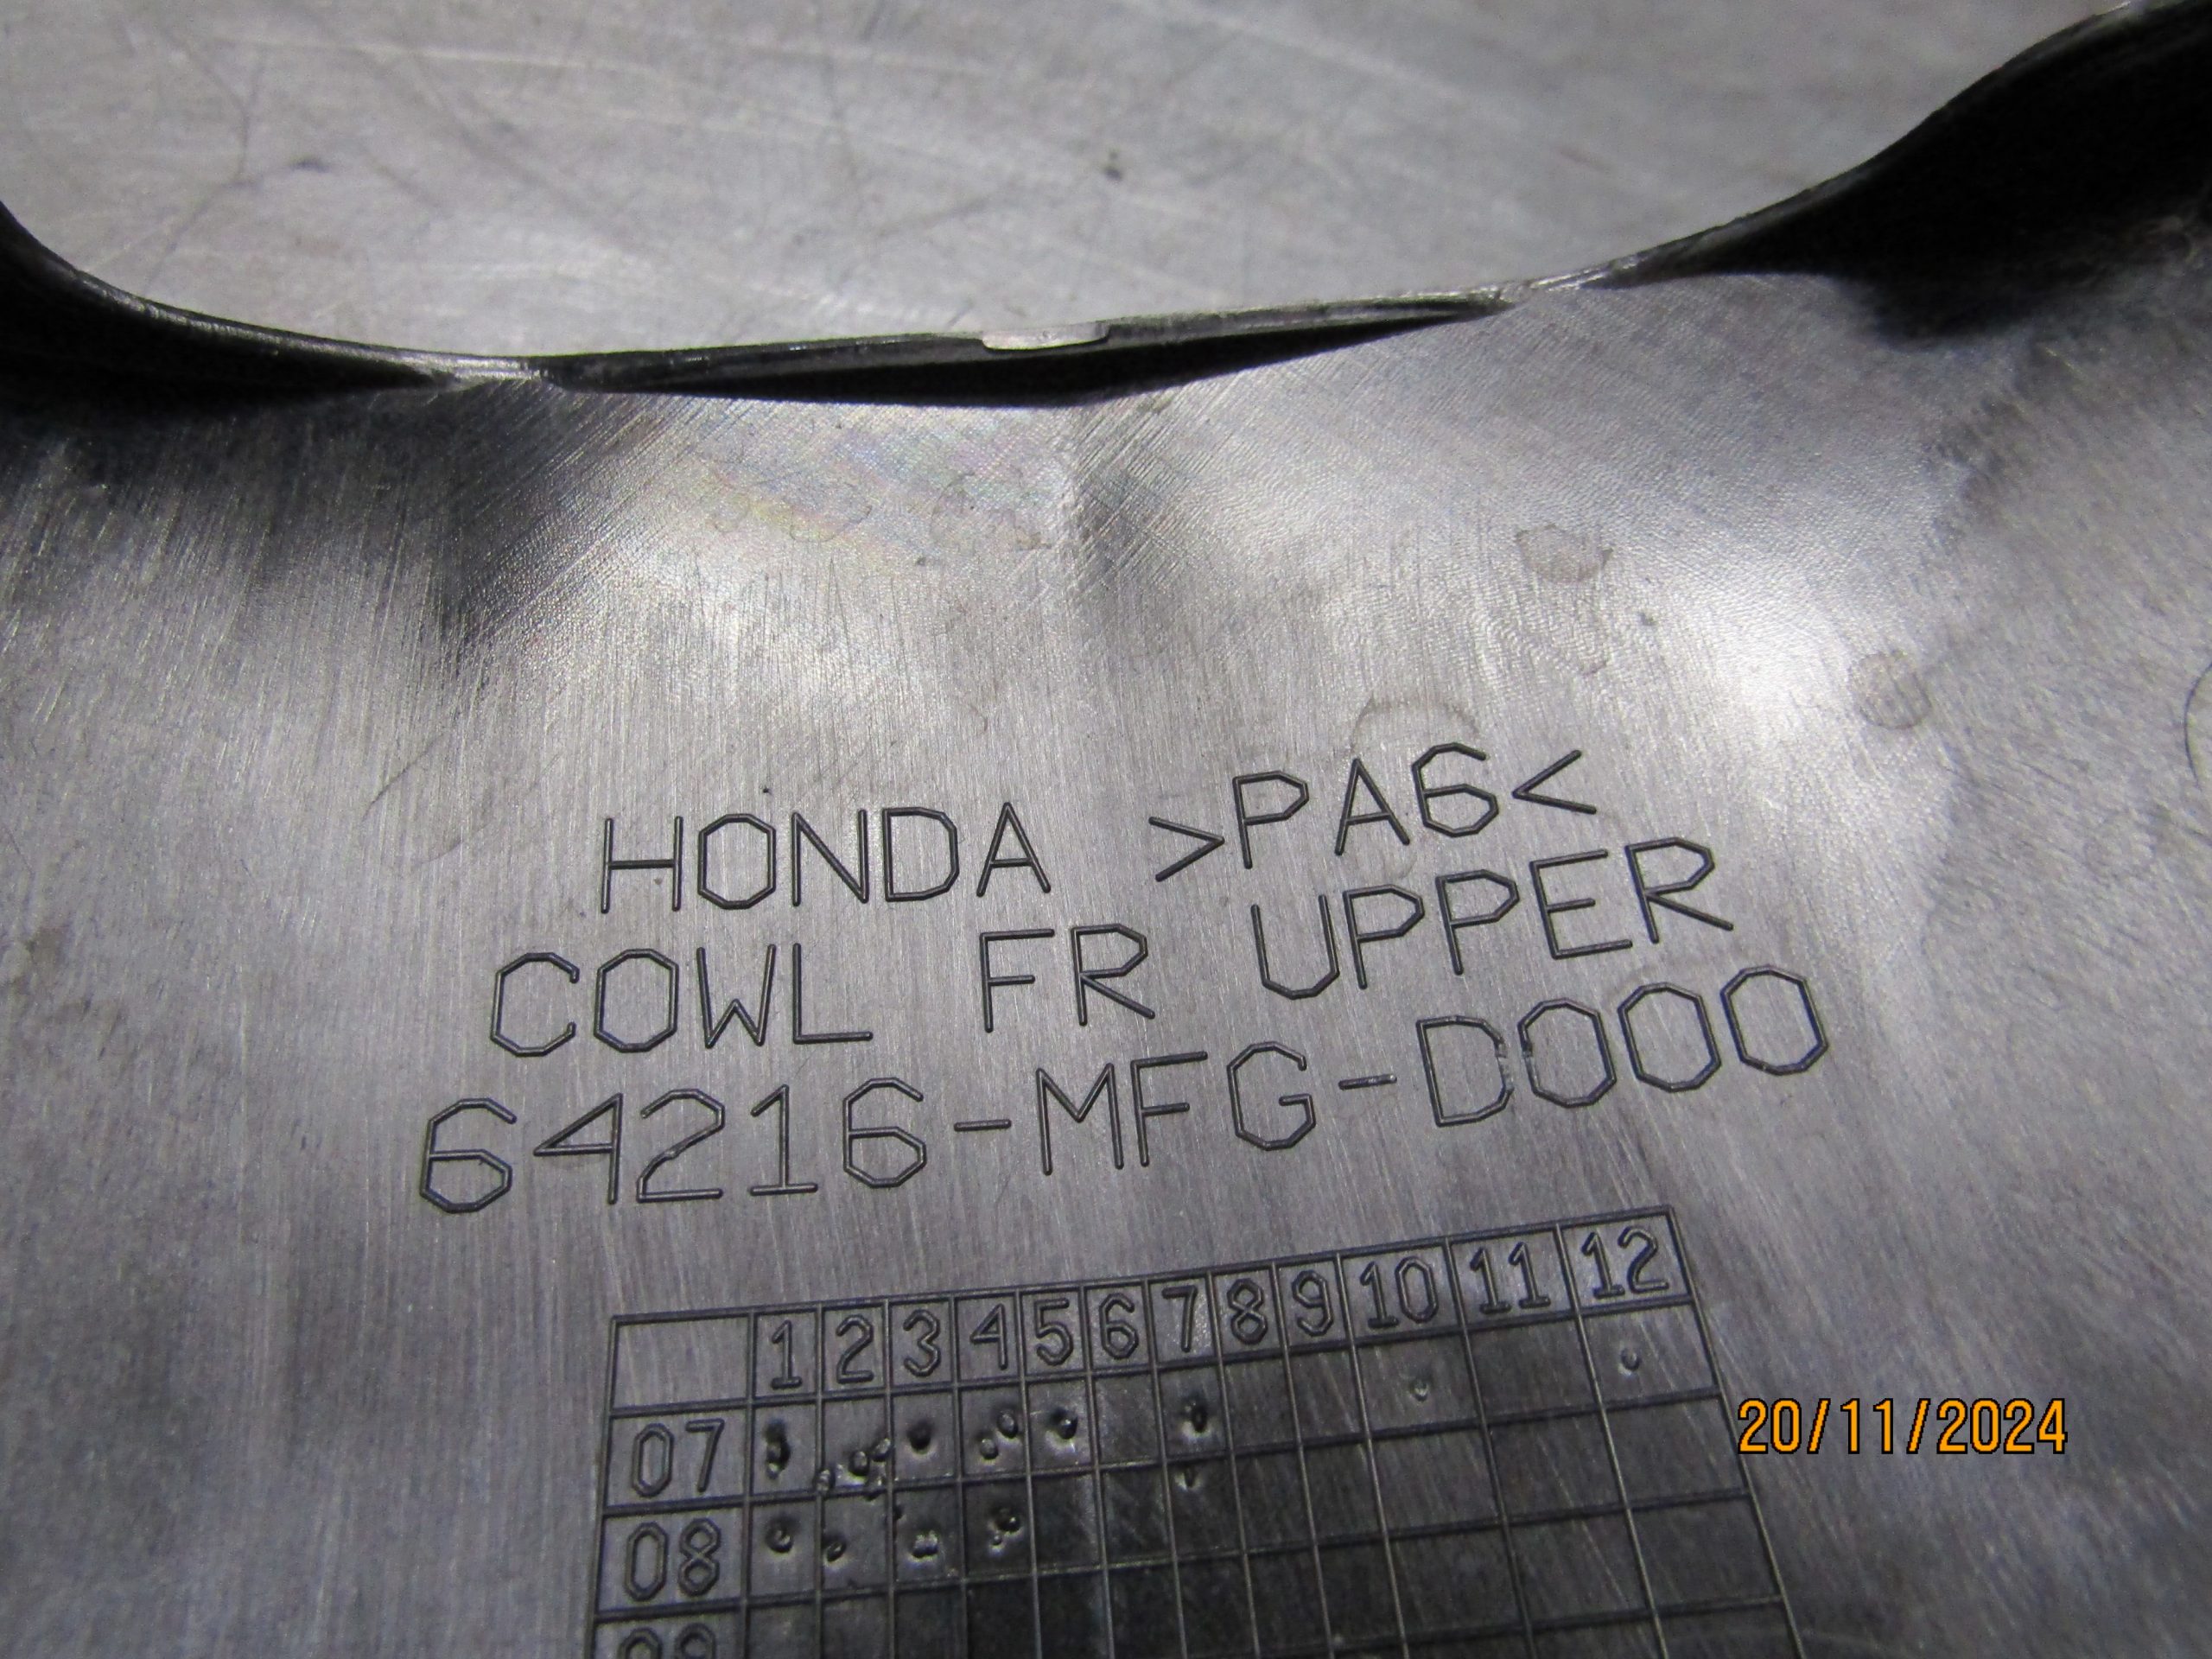 HONDA >PA6<
COWL FR UPPER
64216-MFG-D000
1 2 3 4 5 6 7 8 9 10 11 12
07
20/11/2024
08
09